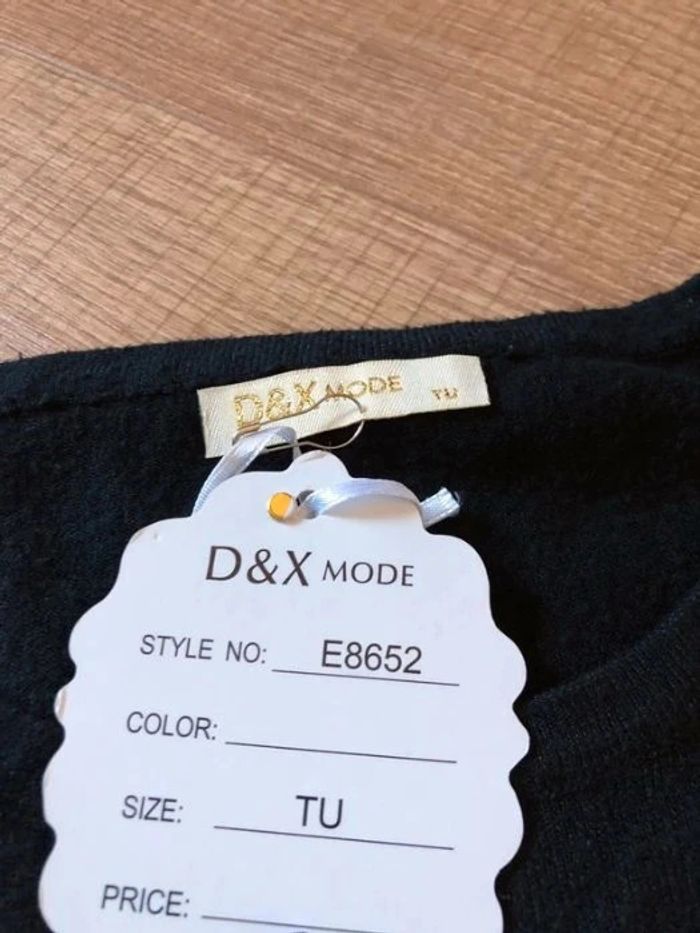 D&X MODE TU
D&X MODE
STYLE NO: E8652
COLOR:
SIZE: TU
PRICE: